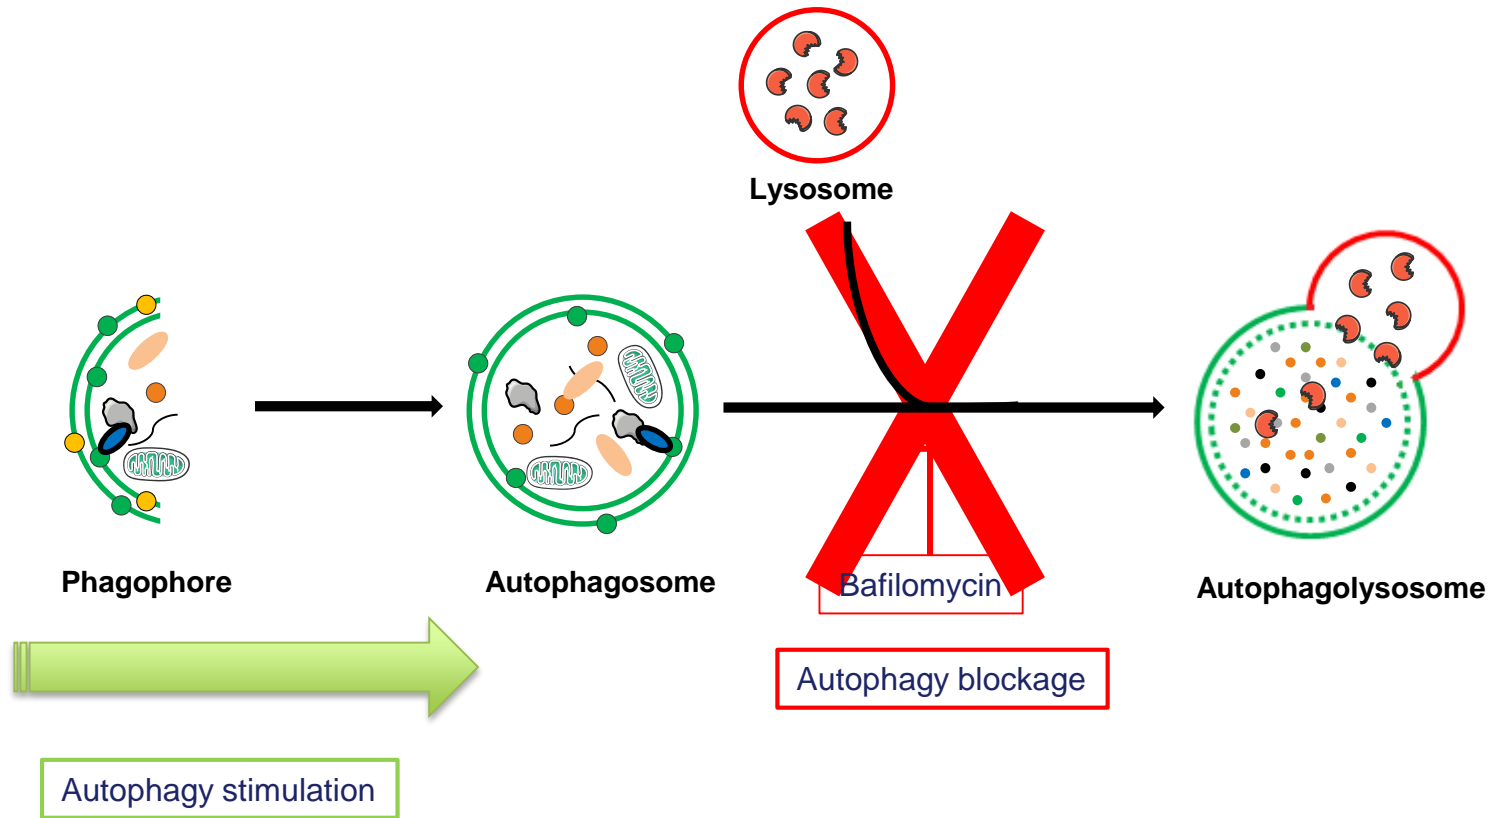 Lysosome
Phagophore
Autophagosome
Bafilomycin
Autophagolysosome
Autophagy blockage
Autophagy stimulation